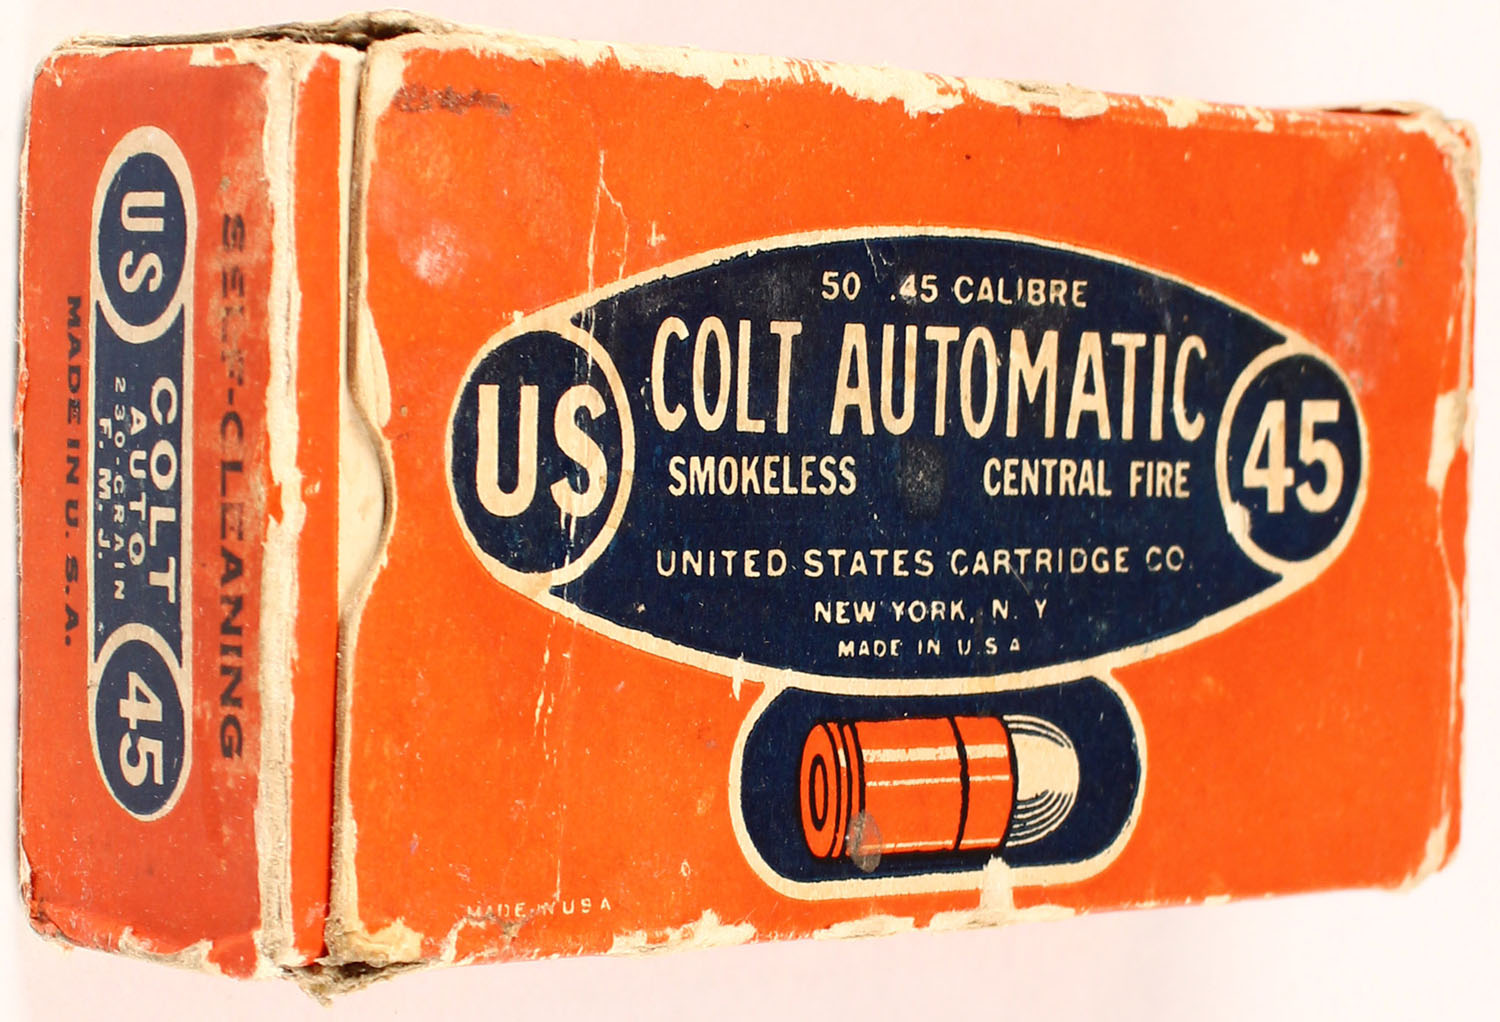 50 .45 CALIBRE
COLT AUTOMATIC
SMOKELESS CENTRAL FIRE
US
45
UNITED STATES CARTRIDGE CO.
NEW YORK, N. Y
MADE IN U.S A
MADE IN USA
SELF-CLEANING
US
COLT
AUTO
230-GRAIN
F.M.J.
45
MADE IN U.S.A.